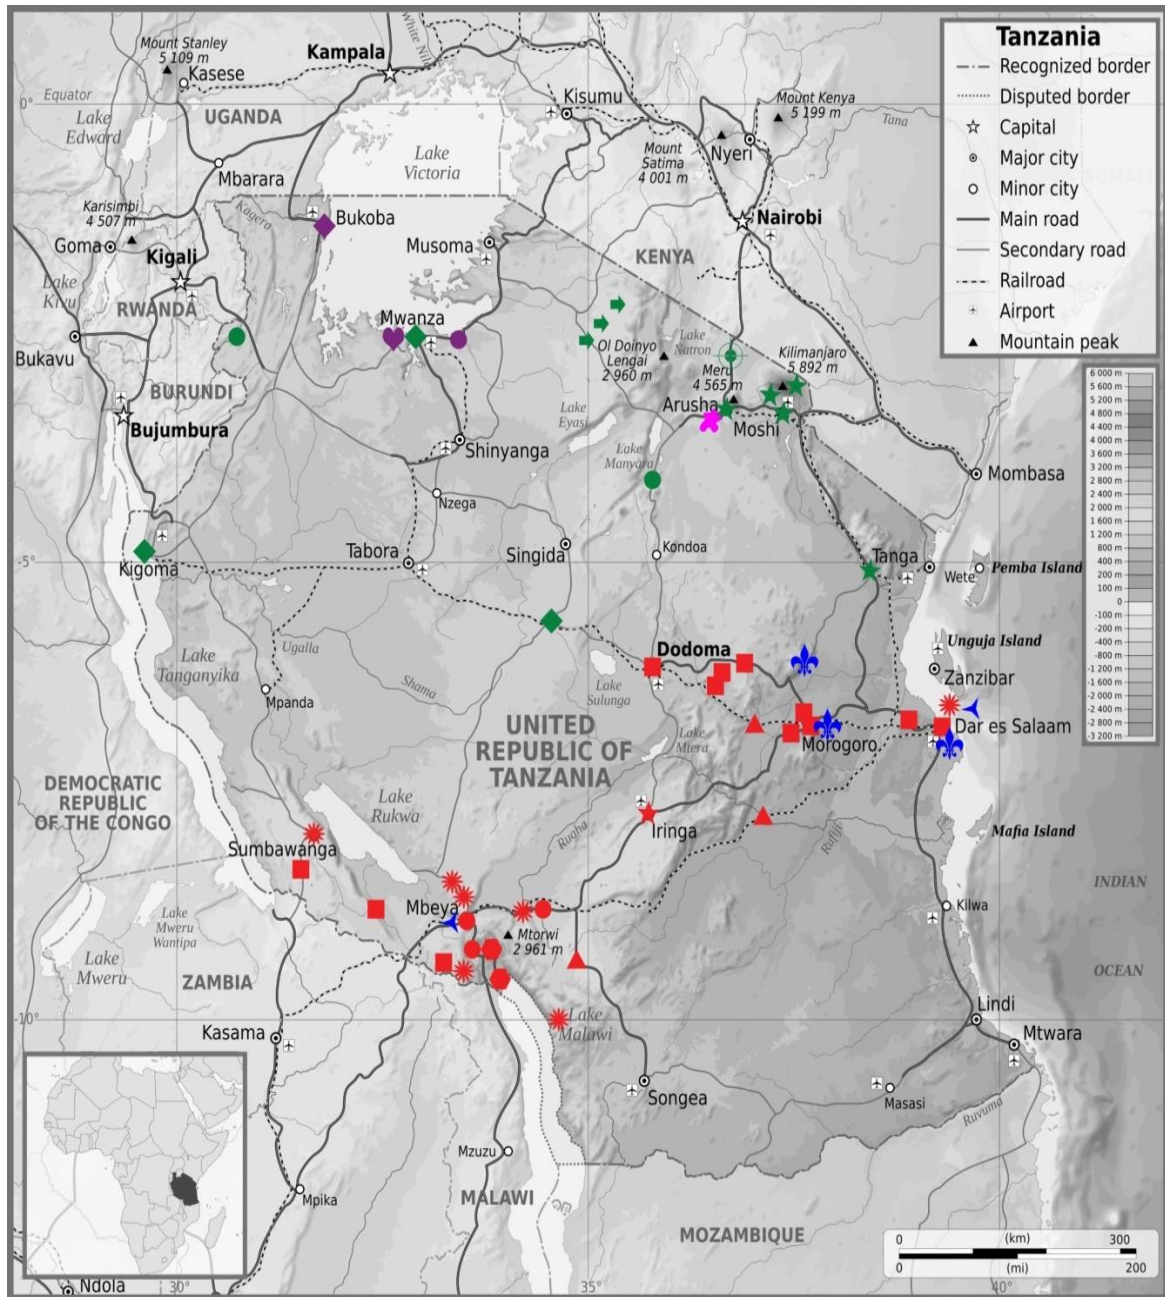 Mount Stanley
5 109 m
Kasese
Kampala
White Nile
Equator
0°
Lake
Edward
UGANDA
Kisumu
Mount Kenya
5 199 m
Tana
Mbarara
Lake
Victoria
Mount
Satima
4 001 m
Nyeri
Karisimbi
4 507 m
Goma
Kagera
Bukoba
Musoma
Nairobi
Kigali
KENYA
Lake
Kivu
RWANDA
Mwanza
Bukavu
Ol Doinyo
Lengai
2 960 m
Lake
Natron
Meru
4 565 m
Kilimanjaro
5 892 m
BURUNDI
Bujumbura
Lake
Eyasi
Arusha
Moshi
Shinyanga
Lake
Manyara
Mombasa
Nzega
Tabora
Singida
Kondoa
Tanga
-5°
Kigoma
Wete
Pemba Island
Ugalla
Dodoma
Unguja Island
Lake
Tanganyika
Mpanda
Shama
Lake
Sulunga
Zanzibar
UNITED
REPUBLIC OF
TANZANIA
Lake
Mtera
Morogoro
Dar es Salaam
DEMOCRATIC
REPUBLIC
OF THE CONGO
Lake
Rukwa
Ruaha
Iringa
Rufiji
Mafia Island
Sumbawanga
INDIAN
OCEAN
Mbeya
Kilwa
Lake
Mweru
Wantipa
Mtorwi
2 961 m
Lake
Mweru
ZAMBIA
Lake
Malawi
Lindi
Kasama
-10°
Mtwara
Songea
Masasi
Ruvuma
Mzuzu
Mpika
MALAWI
MOZAMBIQUE
Ndola
30°
35°
40°
Tanzania
Recognized border
Disputed border
Capital
Major city
Minor city
Main road
Secondary road
Railroad
Airport
Mountain peak
6 000 m
5 600 m
5 200 m
4 800 m
4 400 m
4 000 m
3 600 m
3 200 m
2 800 m
2 400 m
2 000 m
1 600 m
1 200 m
800 m
400 m
200 m
100 m
0
-100 m
-200 m
-400 m
-800 m
-1 200 m
-1 600 m
-2 000 m
-2 400 m
-2 800 m
-3 200 m
0 (km) 300
0 (mi) 200